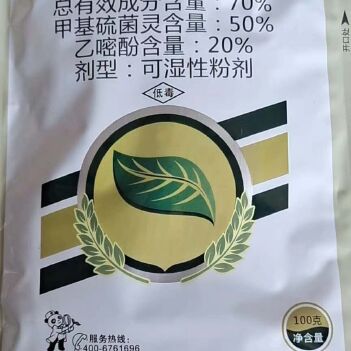 总有效成分含量：70%
甲基硫菌灵含量：50%
乙嘧酚含量：20%
剂型：可湿性粉剂
低毒
100克
净含量
服务热线：
400-6761696